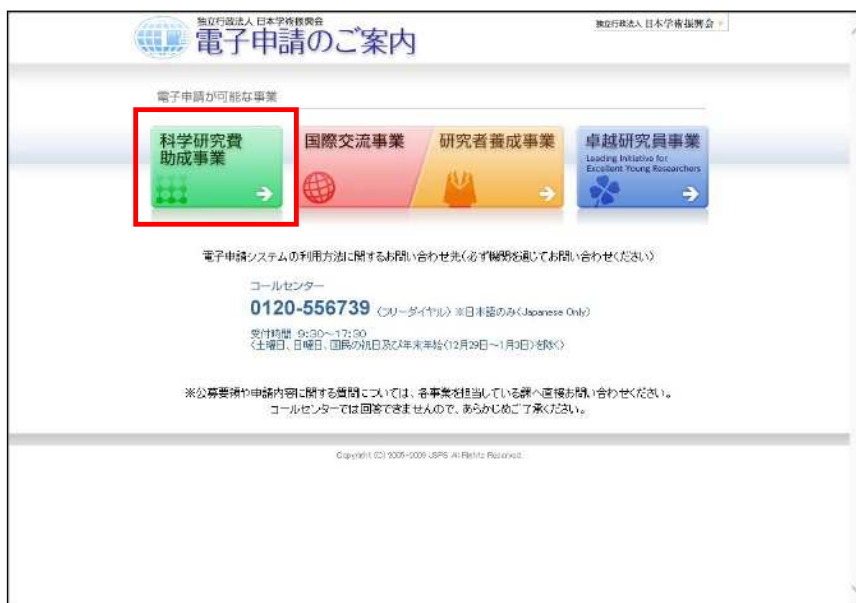 独立行政法人 日本学術振興会
電子申請のご案内
独立行政法人 日本学術振興会
電子申請が可能な事業
科学研究費
助成事業
国際交流事業
研究者養成事業
卓越研究員事業
Leading Initiative for
Excellent Young Researchers
電子申請システムの利用方法に関するお問い合わせ先(必ず機関を通じてお問い合わせください)
コールセンター
0120-556739 (フリーダイヤル) ※日本語のみ(Japanese Only)
受付時間 9:30～17:30
(土曜日、日曜日、国民の祝日及び年末年始(12月29日～1月3日)を除く)
※公募要領や申請内容に関する質問については、各事業を担当している課へ直接お問い合わせください。
コールセンターでは回答できませんので、あらかじめご了承ください。
Copyright (C) 2005-2009 JSPS All Rights Reserved.